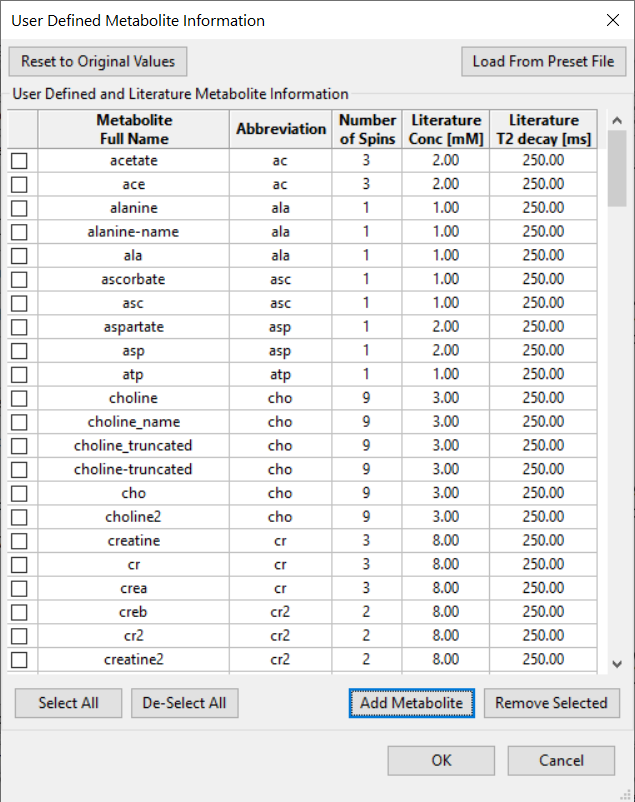 User Defined Metabolite Information
Reset to Original Values Load From Preset File
User Defined and Literature Metabolite Information
Metabolite Full Name Abbreviation Number of Spins Literature Conc [mM] Literature T2 decay [ms]
acetate ac 3 2.00 250.00
ace ac 3 2.00 250.00
alanine ala 1 1.00 250.00
alanine-name ala 1 1.00 250.00
ala ala 1 1.00 250.00
ascorbate asc 1 1.00 250.00
asc asc 1 1.00 250.00
aspartate asp 1 2.00 250.00
asp asp 1 2.00 250.00
atp atp 1 1.00 250.00
choline cho 9 3.00 250.00
choline_name cho 9 3.00 250.00
choline_truncated cho 9 3.00 250.00
choline-truncated cho 9 3.00 250.00
cho cho 9 3.00 250.00
choline2 cho 9 3.00 250.00
creatine cr 3 8.00 250.00
cr cr 3 8.00 250.00
crea cr 3 8.00 250.00
creb cr2 2 8.00 250.00
cr2 cr2 2 8.00 250.00
creatine2 cr2 2 8.00 250.00
Select All De-Select All Add Metabolite Remove Selected
OK Cancel